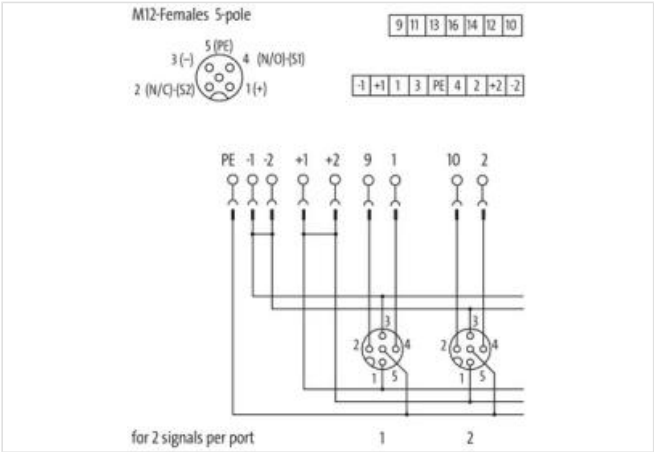 M12-Females 5-pole
9 11 13 16 14 12 10
5 (PE)
3 (–) 4 (N/O)-(S1)
2 (N/C)-(S2) 1 (+)
-1 +1 1 3 PE 4 2 +2 -2
PE -1 -2 +1 +2 9 1 10 2
3 3
2 4 2 4
1 5 1 5
for 2 signals per port 1 2